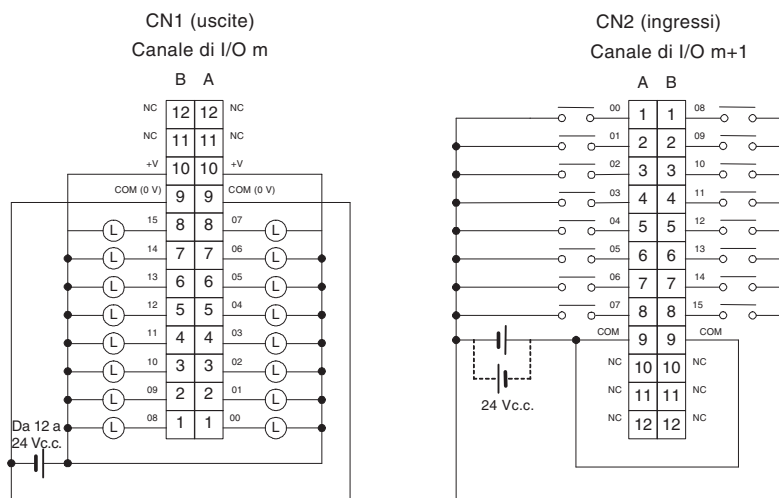 CN1 (uscite)
Canale di I/O m
B A
NC 12 12 NC
NC 11 11 NC
+V 10 10 +V
COM (0 V) 9 9 COM (0 V)
15 L 8 8 07 L
14 L 7 7 06 L
13 L 6 6 05 L
12 L 5 5 04 L
11 L 4 4 03 L
10 L 3 3 02 L
09 L 2 2 01 L
08 L 1 1 00 L
Da 12 a
24 Vc.c.
CN2 (ingressi)
Canale di I/O m+1
A B
00 1 1 08
01 2 2 09
02 3 3 10
03 4 4 11
04 5 5 12
05 6 6 13
06 7 7 14
07 8 8 15
COM 9 9 COM
NC 10 10 NC
NC 11 11 NC
NC 12 12 NC
24 Vc.c.